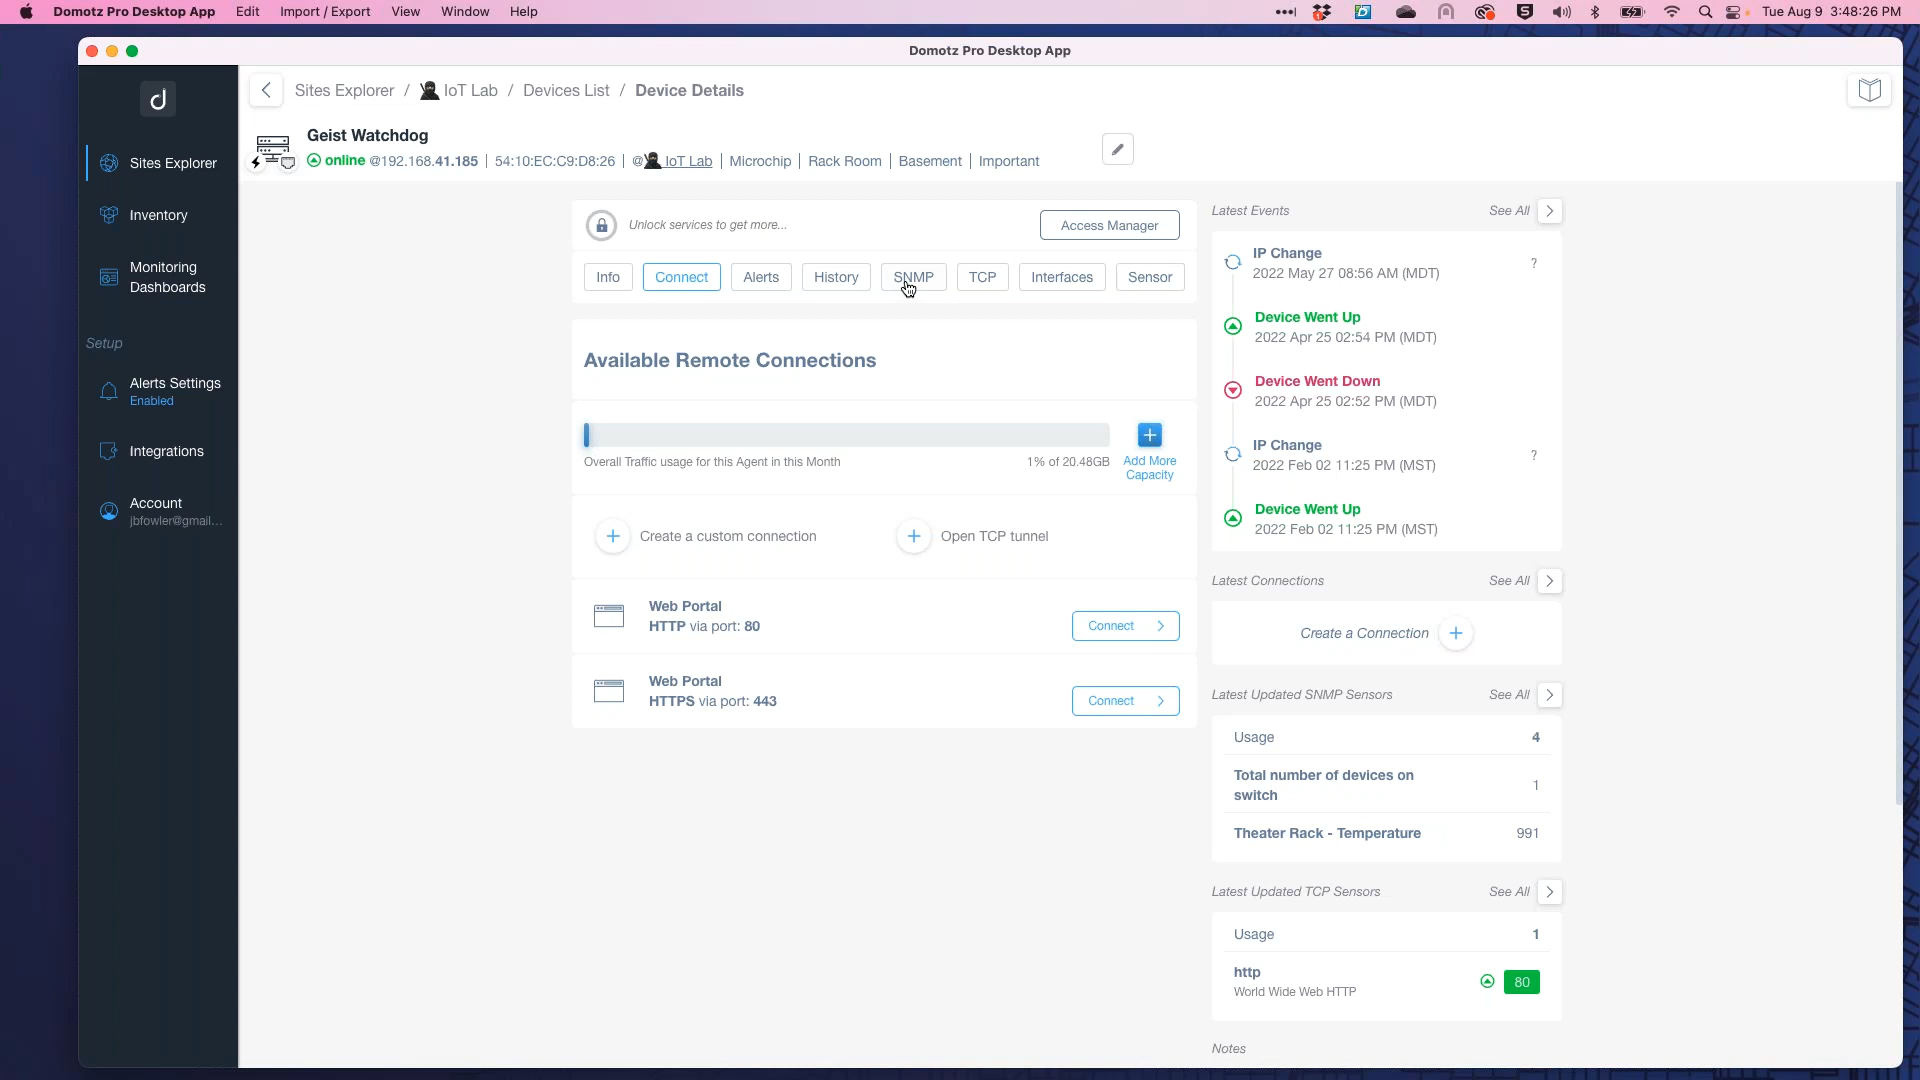 Domotz Pro Desktop App Edit Import / Export View Window Help Tue Aug 9 3:48:26 PM
Domotz Pro Desktop App
Sites Explorer / IoT Lab / Devices List / Device Details
Geist Watchdog
online @192.168.41.185 | 54:10:EC:C9:D8:26 | @ IoT Lab | Microchip | Rack Room | Basement | Important
Sites Explorer
Inventory
Monitoring
Dashboards
Setup
Alerts Settings
Enabled
Integrations
Account
jbfowler@gmail...
Unlock services to get more...
Access Manager
Info Connect Alerts History SNMP TCP Interfaces Sensor
Available Remote Connections
Overall Traffic usage for this Agent in this Month 1% of 20.48GB
Add More
Capacity
Create a custom connection Open TCP tunnel
Web Portal
HTTP via port: 80
Connect
Web Portal
HTTPS via port: 443
Connect
Latest Events See All
IP Change
2022 May 27 08:56 AM (MDT)
?
Device Went Up
2022 Apr 25 02:54 PM (MDT)
Device Went Down
2022 Apr 25 02:52 PM (MDT)
IP Change
2022 Feb 02 11:25 PM (MST)
?
Device Went Up
2022 Feb 02 11:25 PM (MST)
Latest Connections See All
Create a Connection
Latest Updated SNMP Sensors See All
Usage 4
Total number of devices on
switch
1
Theater Rack - Temperature 991
Latest Updated TCP Sensors See All
Usage 1
http
World Wide Web HTTP
80
Notes